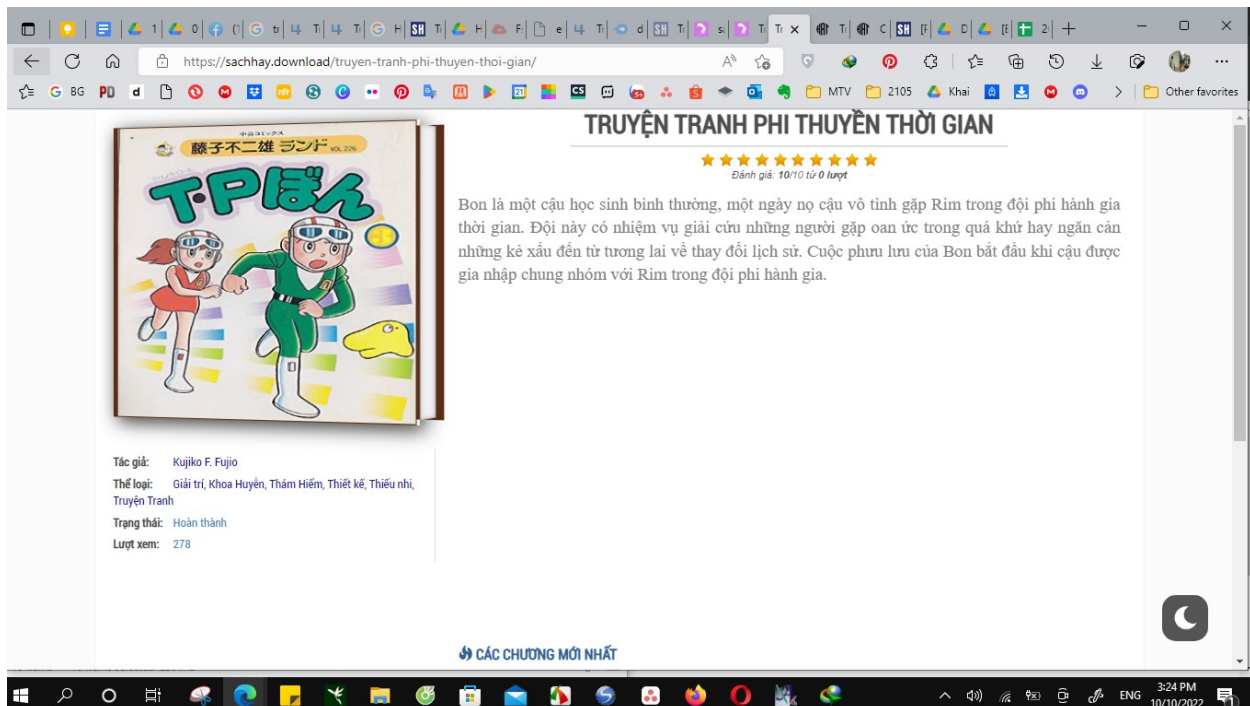 https://sachhay.download/truyen-tranh-phi-thuyen-thoi-gian/
G BG
MTV
2105
Khai
Other favorites
中公コミックス
藤子不二雄 ランド VOL.226
T・Pぼん
TRUYỆN TRANH PHI THUYỀN THỜI GIAN
Đánh giá: 10/10 từ 0 lượt
Bon là một cậu học sinh bình thường, một ngày nọ cậu vô tình gặp Rim trong đội phi hành gia
thời gian. Đội này có nhiệm vụ giải cứu những người gặp oan ức trong quá khứ hay ngăn cản
những kẻ xấu đến từ tương lai về thay đổi lịch sử. Cuộc phưu lưu của Bon bắt đầu khi cậu được
gia nhập chung nhóm với Rim trong đội phi hành gia.
Tác giả: Kujiko F. Fujio
Thể loại: Giải trí, Khoa Huyễn, Thám Hiểm, Thiết kế, Thiếu nhi,
Truyện Tranh
Trạng thái: Hoàn thành
Lượt xem: 278
CÁC CHƯƠNG MỚI NHẤT
ENG
3:24 PM
10/10/2022